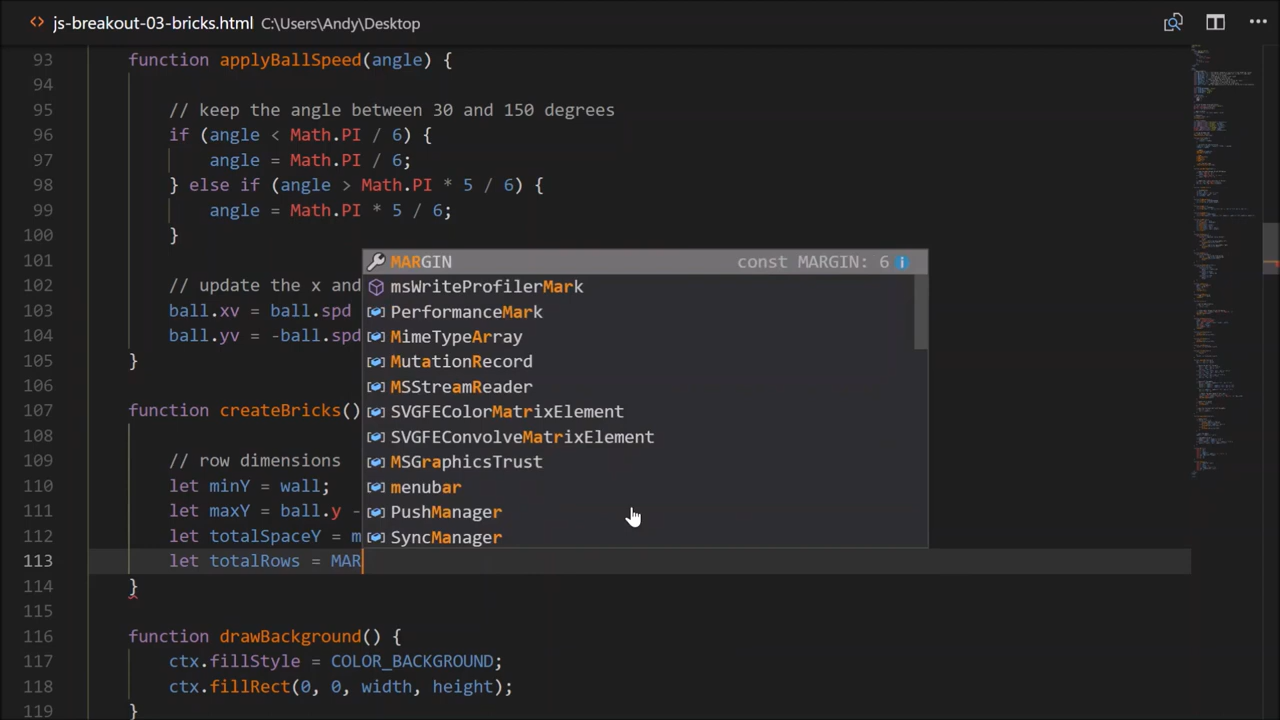 js-breakout-03-bricks.html C:\Users\Andy\Desktop
93 function applyBallSpeed(angle) {
94
95 // keep the angle between 30 and 150 degrees
96 if (angle < Math.PI / 6) {
97 angle = Math.PI / 6;
98 } else if (angle > Math.PI * 5 / 6) {
99 angle = Math.PI * 5 / 6;
100 }
101
MARGIN const MARGIN: 6
102 // update the x and
msWriteProfilerMark
103 ball.xv = ball.spd
PerformanceMark
104 ball.yv = -ball.spd
MimeTypeArray
105 }
MutationRecord
106
MSStreamReader
107 function createBricks()
SVGFEColorMatrixElement
108
SVGFEConvolveMatrixElement
109 // row dimensions
MSGraphicsTrust
110 let minY = wall;
menubar
111 let maxY = ball.y -
PushManager
112 let totalSpaceY = m
SyncManager
113 let totalRows = MAR
114 }
115
116 function drawBackground() {
117 ctx.fillStyle = COLOR_BACKGROUND;
118 ctx.fillRect(0, 0, width, height);
119 }